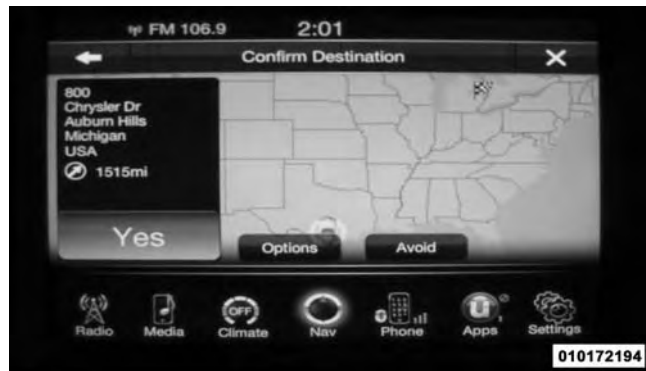 FM 106.9 2:01
Confirm Destination
800
Chrysler Dr
Auburn Hills
Michigan
USA
1515mi
Yes
Options Avoid
OFF
Radio Media Climate Nav Phone Apps Settings
010172194